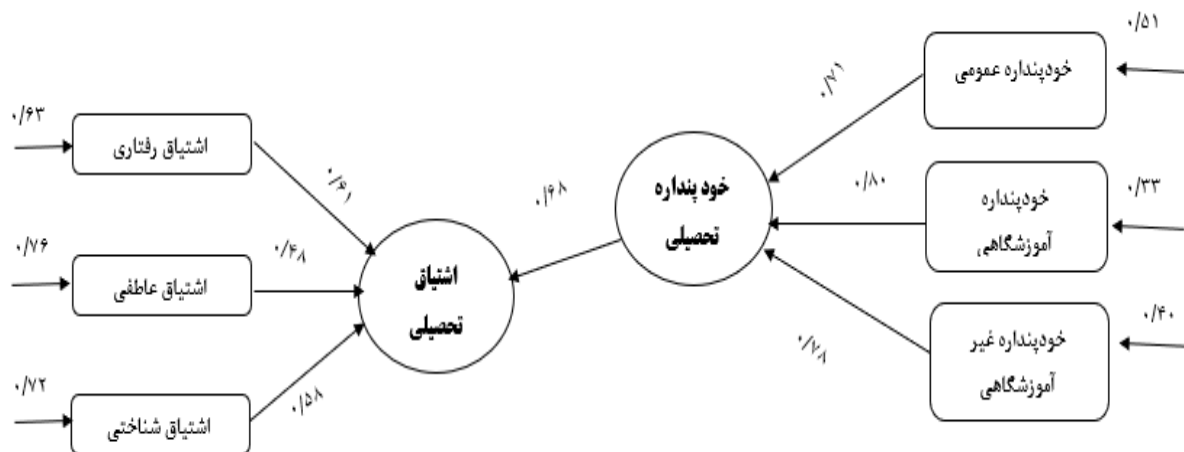 ۰/۵۱
خودپنداره عمومی
۰/۷۱
۰/۶۳
اشتیاق رفتاری
۰/۶۱
خود پنداره
تحصیلی
۰/۸۰
خودپنداره
آموزشگاهی
۰/۳۳
۰/۶۸
۰/۷۶
اشتیاق عاطفی
۰/۴۸
اشتیاق
تحصیلی
۰/۷۸
خودپنداره غیر
آموزشگاهی
۰/۴۰
۰/۷۲
اشتیاق شناختی
۰/۵۸